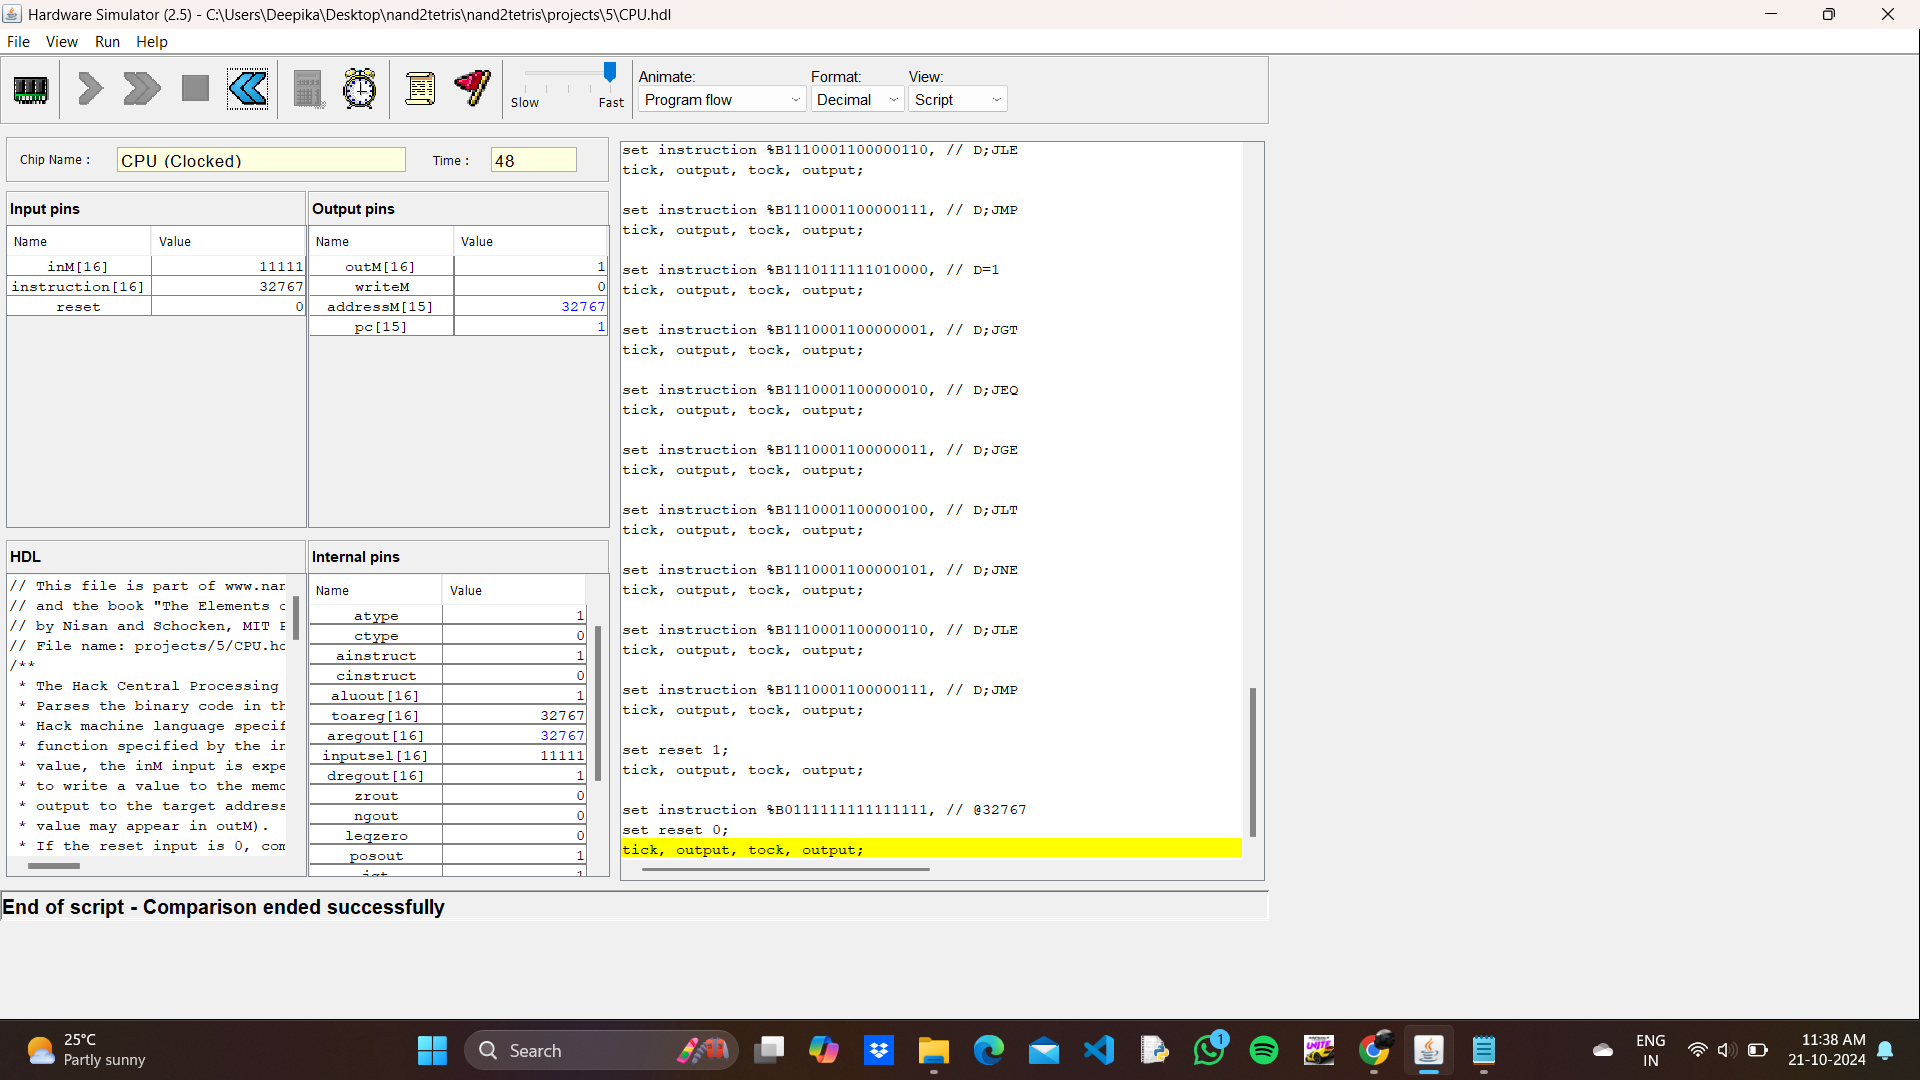 Hardware Simulator (2.5) - C:\Users\Deepika\Desktop\nand2tetris\nand2tetris\projects\5\CPU.hdl
File View Run Help
Slow Fast
Animate: Format: View:
Program flow Decimal Script
Chip Name : CPU (Clocked) Time : 48
Input pins
Name Value
inM[16] 11111
instruction[16] 32767
reset 0
Output pins
Name Value
outM[16] 1
writeM 0
addressM[15] 32767
pc[15] 1
HDL
// This file is part of www.nan
// and the book "The Elements o
// by Nisan and Schocken, MIT P
// File name: projects/5/CPU.hd
/**
* The Hack Central Processing
* Parses the binary code in th
* Hack machine language specif
* function specified by the in
* value, the inM input is expe
* to write a value to the memo
* output to the target address
* value may appear in outM).
* If the reset input is 0, com
Internal pins
Name Value
atype 1
ctype 0
ainstruct 1
cinstruct 0
aluout[16] 1
toareg[16] 32767
aregout[16] 32767
inputsel[16] 11111
dregout[16] 1
zrout 0
ngout 0
leqzero 0
posout 1
jgt 1
set instruction %B1110001100000110, // D;JLE
tick, output, tock, output;
set instruction %B1110001100000111, // D;JMP
tick, output, tock, output;
set instruction %B1110111111010000, // D=1
tick, output, tock, output;
set instruction %B1110001100000001, // D;JGT
tick, output, tock, output;
set instruction %B1110001100000010, // D;JEQ
tick, output, tock, output;
set instruction %B1110001100000011, // D;JGE
tick, output, tock, output;
set instruction %B1110001100000100, // D;JLT
tick, output, tock, output;
set instruction %B1110001100000101, // D;JNE
tick, output, tock, output;
set instruction %B1110001100000110, // D;JLE
tick, output, tock, output;
set instruction %B1110001100000111, // D;JMP
tick, output, tock, output;
set reset 1;
tick, output, tock, output;
set instruction %B0111111111111111, // @32767
set reset 0;
tick, output, tock, output;
End of script - Comparison ended successfully
25°C
Partly sunny
Search
UNITE
1
ENG
IN
11:38 AM
21-10-2024